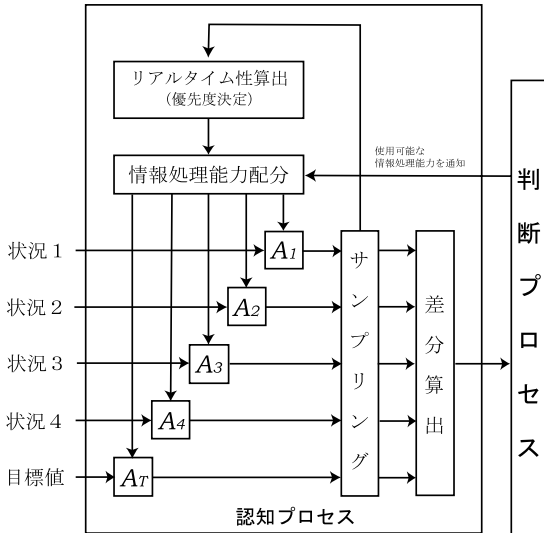 リアルタイム性算出
(優先度決定)
使用可能な
情報処理能力を通知
情報処理能力配分
判断プロセス
状況1
A1
サンプリング
差分算出
状況2
A2
状況3
A3
状況4
A4
目標値
AT
認知プロセス